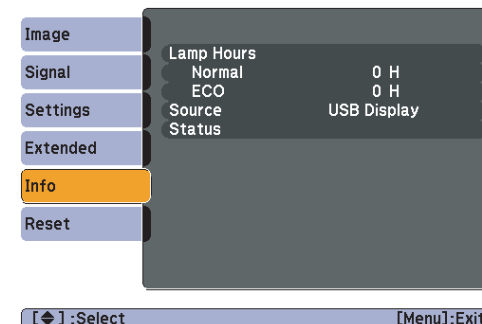 Image
Signal
Settings
Extended
Info
Reset
Lamp Hours
Normal 0 H
ECO 0 H
Source USB Display
Status
[◆] :Select [Menu]:Exit